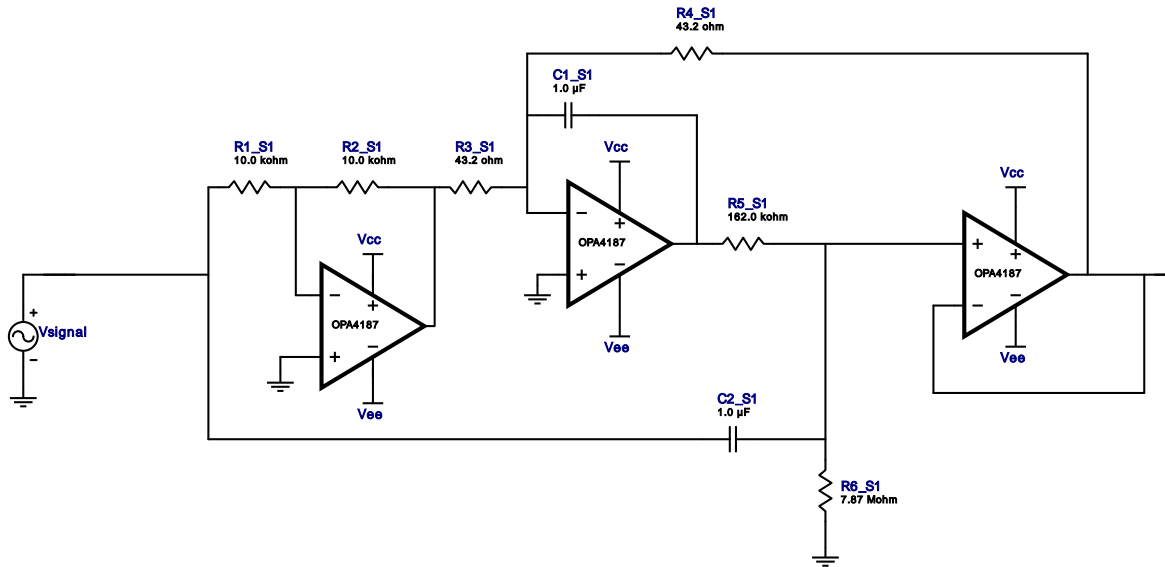 R4_S1
43.2 ohm
C1_S1
1.0 µF
R1_S1
10.0 kohm
R2_S1
10.0 kohm
R3_S1
43.2 ohm
Vcc
Vcc
R5_S1
162.0 kohm
−
+
OPA4187
+
−
Vcc
+
+
OPA4187
−
−
−
+
OPA4187
+
−
+
Vsignal
−
Vee
Vee
Vee
C2_S1
1.0 µF
R6_S1
7.87 Mohm